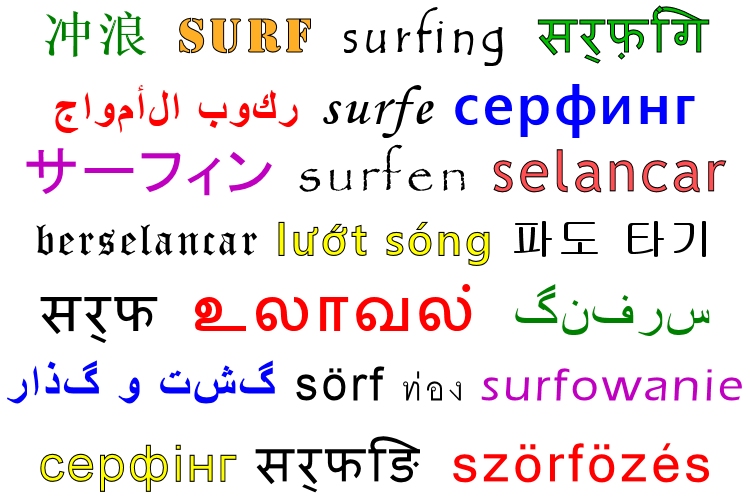 冲浪 SURF surfing सर्फ़गि
ركوب الأمواج surfe серфинг
サーフィン surfen selancar
berselancar lướt sóng 파도 타기
सर्फ உலாவல் سرفنگ
گشت و گذار sörf ท่อง surfowanie
серфінг सर्फिङ szörfözés